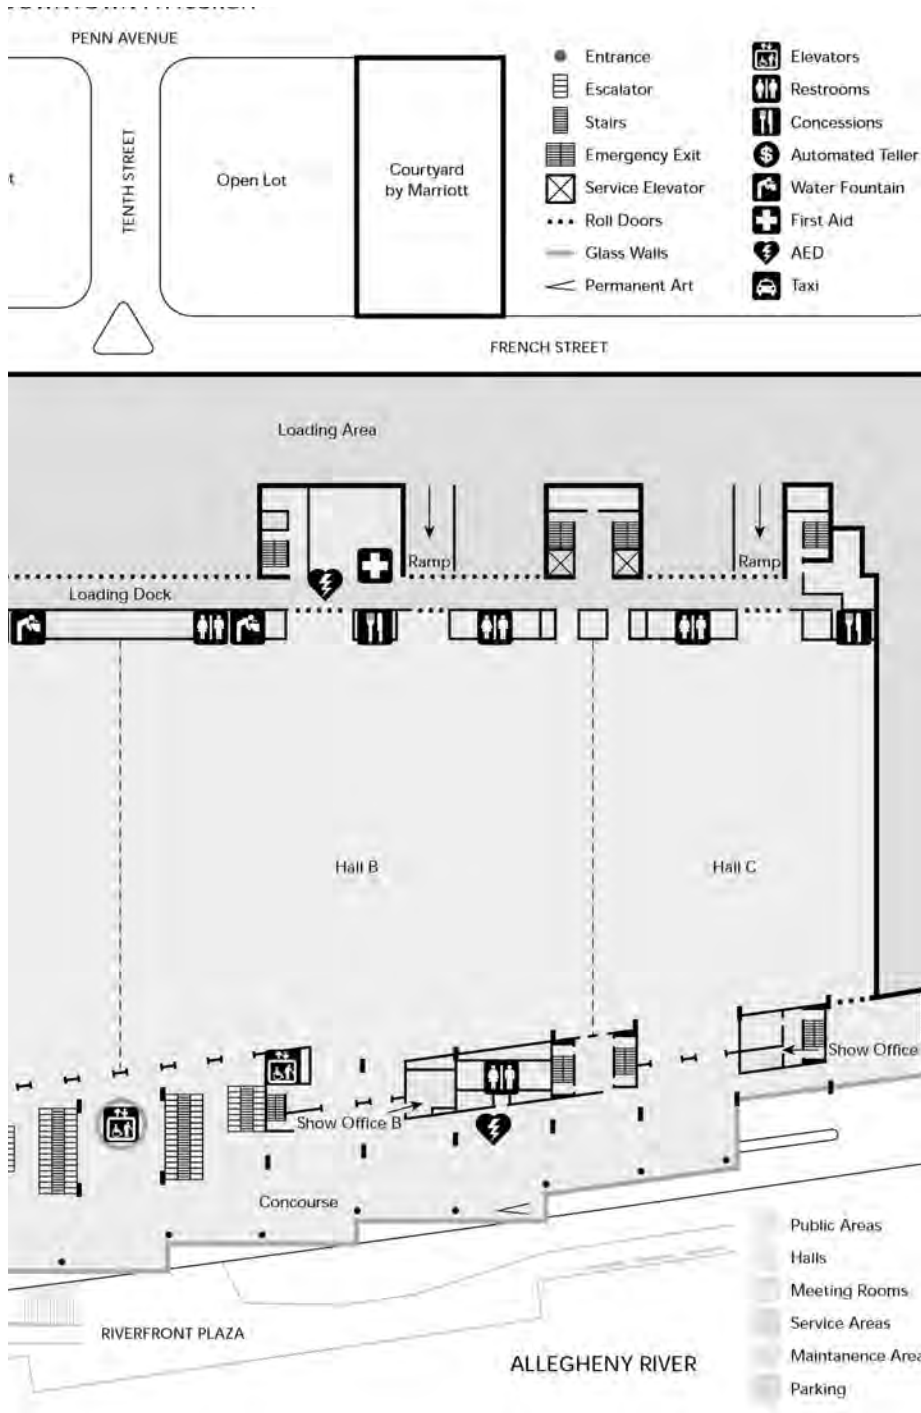 PENN AVENUE
TENTH STREET
Open Lot
Courtyard
by Marriott
Entrance
Escalator
Stairs
Emergency Exit
Service Elevator
Roll Doors
Glass Walls
Permanent Art
Elevators
Restrooms
Concessions
$ Automated Teller
Water Fountain
First Aid
AED
Taxi
FRENCH STREET
Loading Area
Ramp
Ramp
Loading Dock
Hall B
Hall C
Show Office
Show Office B
Concourse
RIVERFRONT PLAZA
ALLEGHENY RIVER
Public Areas
Halls
Meeting Rooms
Service Areas
Maintanence Area
Parking